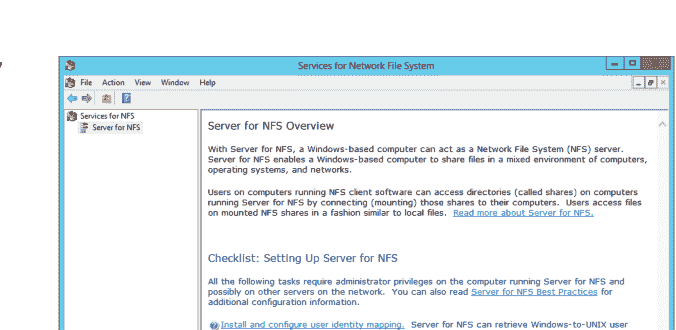 Services for Network File System
File Action View Window Help
Services for NFS
Server for NFS
Server for NFS Overview
With Server for NFS, a Windows-based computer can act as a Network File System (NFS) server.
Server for NFS enables a Windows-based computer to share files in a mixed environment of computers,
operating systems, and networks.
Users on computers running NFS client software can access directories (called shares) on computers
running Server for NFS by connecting (mounting) those shares to their computers. Users access files
on mounted NFS shares in a fashion similar to local files. Read more about Server for NFS.
Checklist: Setting Up Server for NFS
All the following tasks require administrator privileges on the computer running Server for NFS and
possibly on other servers on the network. You can also read Server for NFS Best Practices for
additional configuration information.
Install and configure user identity mapping. Server for NFS can retrieve Windows-to-UNIX user